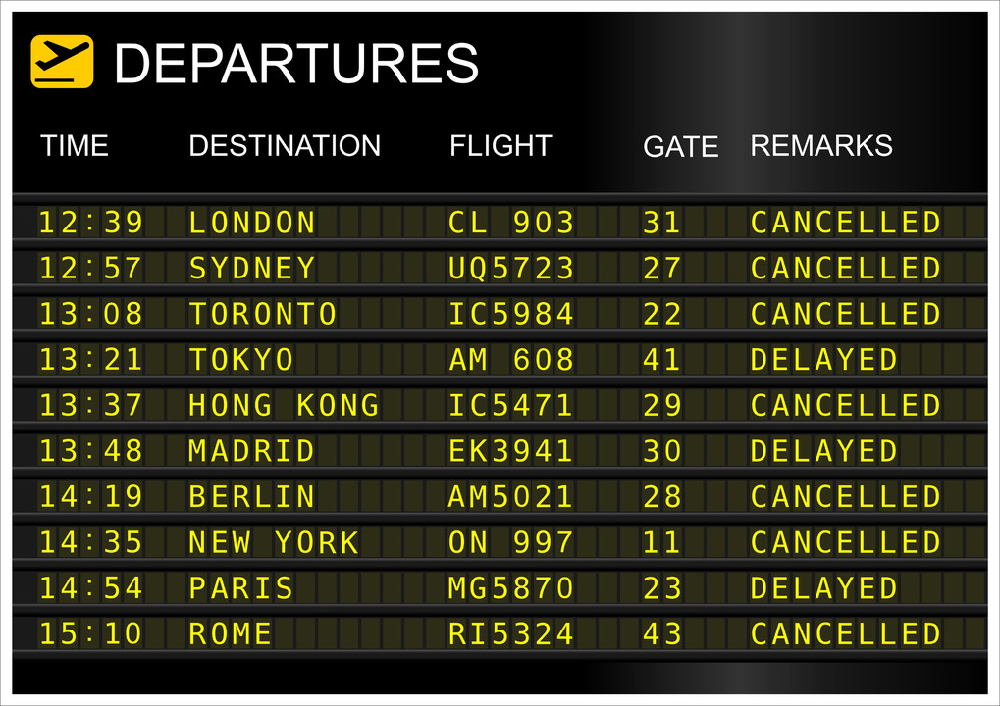 DEPARTURES
TIME DESTINATION FLIGHT GATE REMARKS
12:39 LONDON CL 903 31 CANCELLED
12:57 SYDNEY UQ5723 27 CANCELLED
13:08 TORONTO IC5984 22 CANCELLED
13:21 TOKYO AM 608 41 DELAYED
13:37 HONG KONG IC5471 29 CANCELLED
13:48 MADRID EK3941 30 DELAYED
14:19 BERLIN AM5021 28 CANCELLED
14:35 NEW YORK ON 997 11 CANCELLED
14:54 PARIS MG5870 23 DELAYED
15:10 ROME RI5324 43 CANCELLED